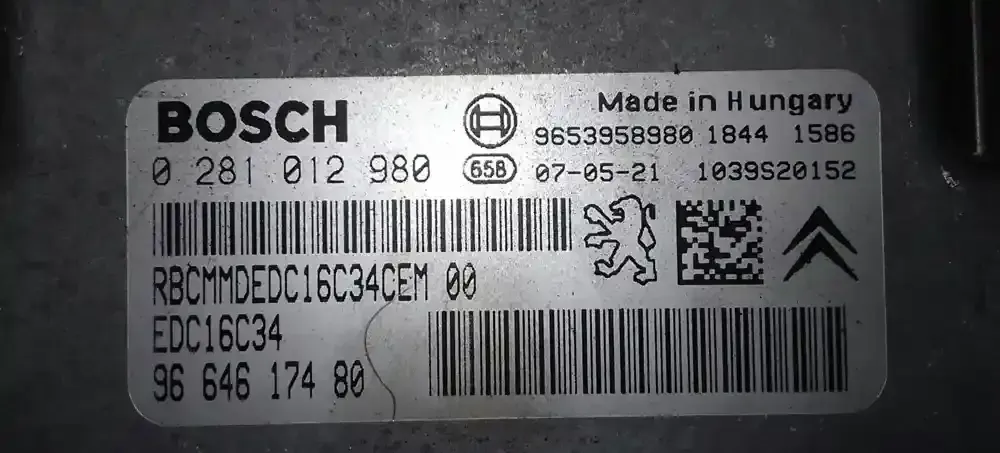 BOSCH
Made in Hungary
9653958980 1844 1586
0 281 012 980
658
07-05-21 1039S20152
RBCMMDEDC16C34CEM 00
EDC16C34
96 646 174 80